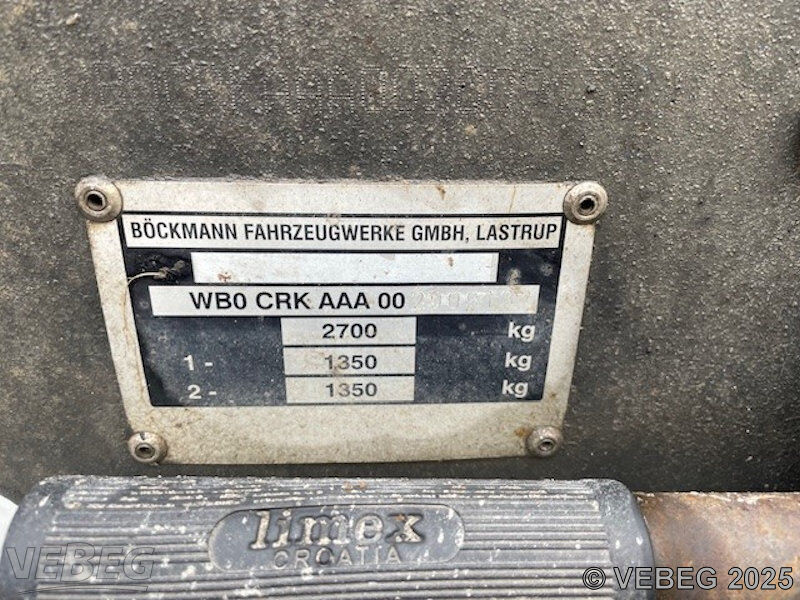 BÖCKMANN FAHRZEUGWERKE GMBH, LASTRUP
WB0 CRK AAA 00
2700 kg
1 - 1350 kg
2 - 1350 kg
limex
CROATIA
VEBEG
© VEBEG 2025